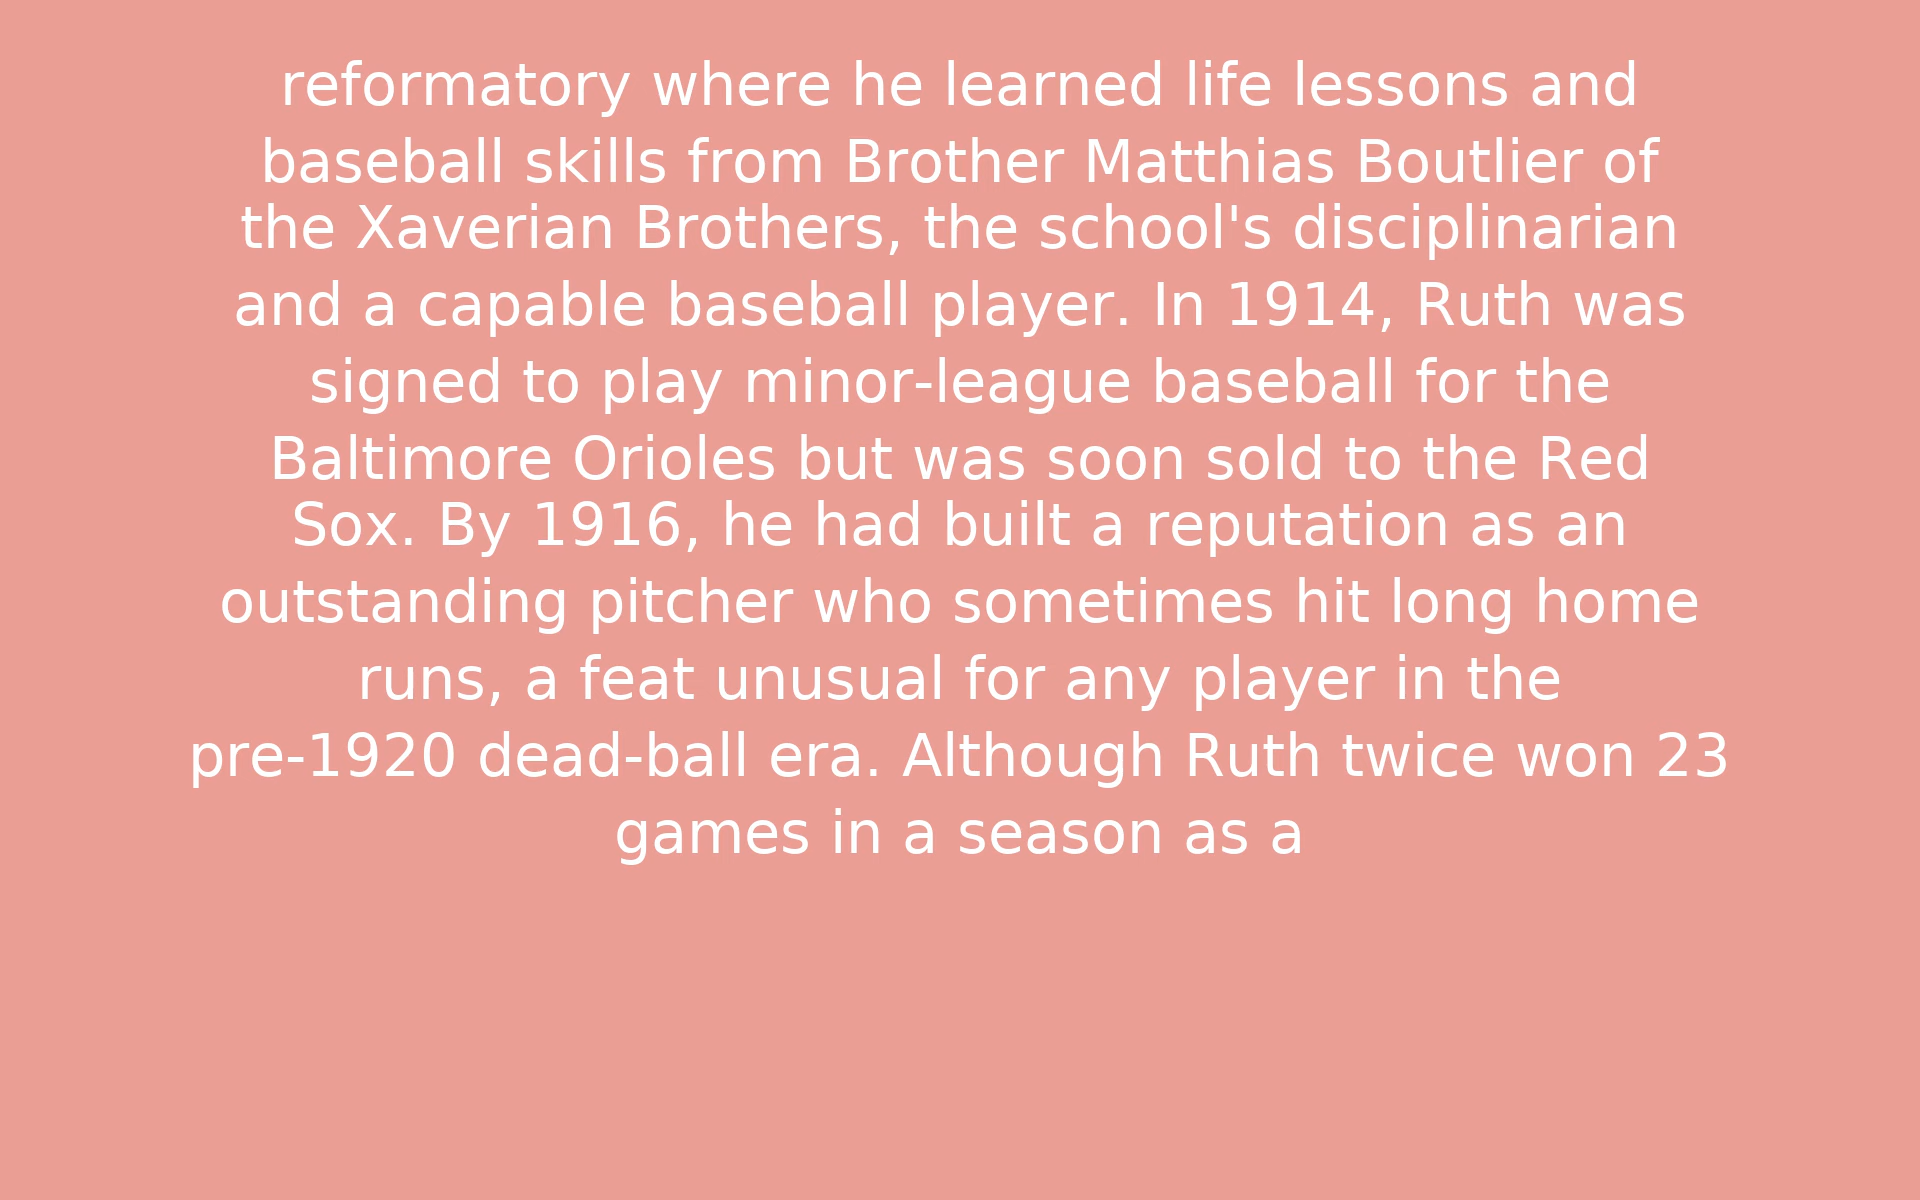 reformatory where he learned life lessons and
baseball skills from Brother Matthias Boutlier of
the Xaverian Brothers, the school's disciplinarian
and a capable baseball player. In 1914, Ruth was
signed to play minor-league baseball for the
Baltimore Orioles but was soon sold to the Red
Sox. By 1916, he had built a reputation as an
outstanding pitcher who sometimes hit long home
runs, a feat unusual for any player in the
pre-1920 dead-ball era. Although Ruth twice won 23
games in a season as a